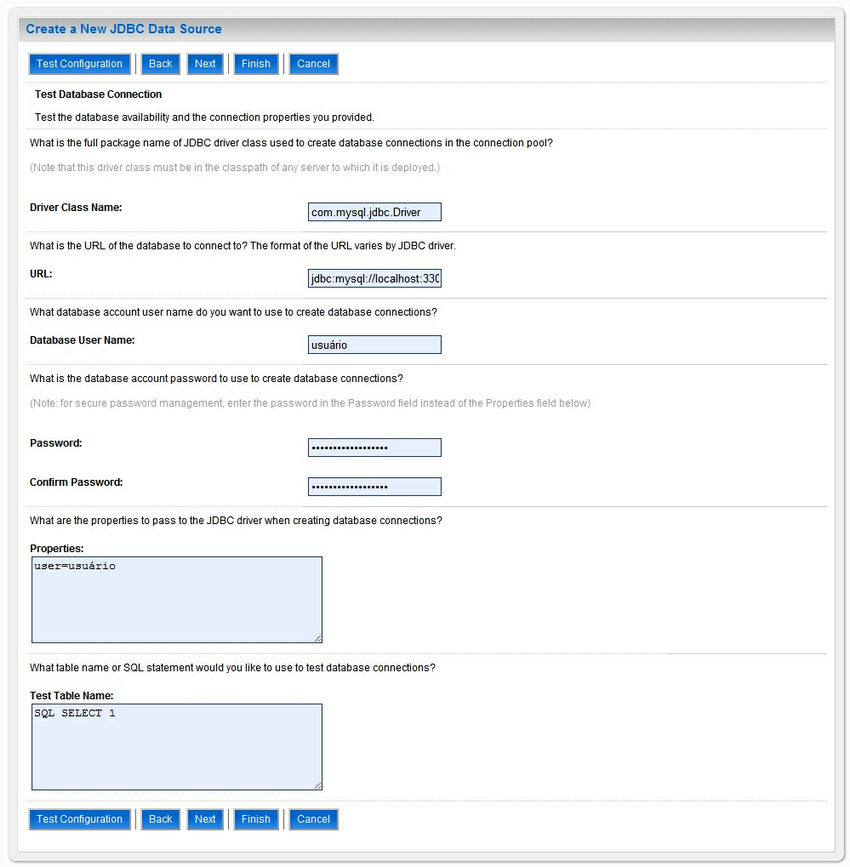 Create a New JDBC Data Source
Test Configuration Back Next Finish Cancel
Test Database Connection
Test the database availability and the connection properties you provided.
What is the full package name of JDBC driver class used to create database connections in the connection pool?
(Note that this driver class must be in the classpath of any server to which it is deployed.)
Driver Class Name: com.mysql.jdbc.Driver
What is the URL of the database to connect to? The format of the URL varies by JDBC driver.
URL: jdbc:mysql://localhost:330
What database account user name do you want to use to create database connections?
Database User Name: usuário
What is the database account password to use to create database connections?
(Note: for secure password management, enter the password in the Password field instead of the Properties field below)
Password: ••••••••••••••••••
Confirm Password: ••••••••••••••••••
What are the properties to pass to the JDBC driver when creating database connections?
Properties:
user=usuário
What table name or SQL statement would you like to use to test database connections?
Test Table Name:
SQL SELECT 1
Test Configuration Back Next Finish Cancel